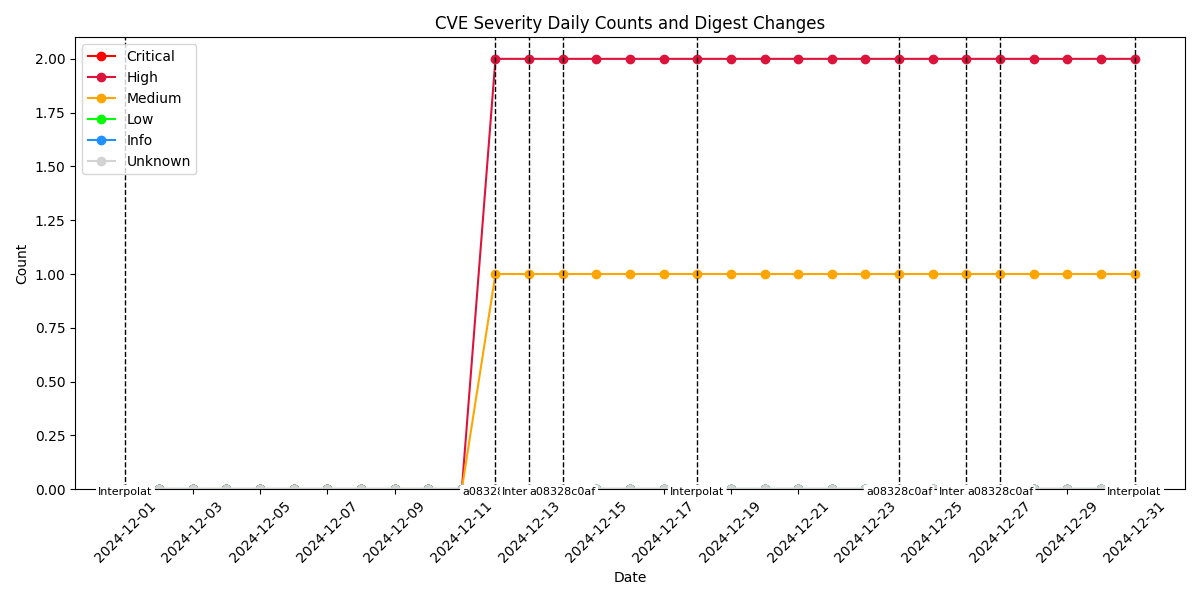 CVE Severity Daily Counts and Digest Changes
Critical
High
Medium
Low
Info
Unknown
Count
2.00
1.75
1.50
1.25
1.00
0.75
0.50
0.25
0.00
Interpolat
a08328
Inter
a08328c0af
Interpolat
a08328c0af
Inter
a08328c0af
Interpolat
2024-12-01
2024-12-03
2024-12-05
2024-12-07
2024-12-09
2024-12-11
2024-12-13
2024-12-15
2024-12-17
2024-12-19
2024-12-21
2024-12-23
2024-12-25
2024-12-27
2024-12-29
2024-12-31
Date